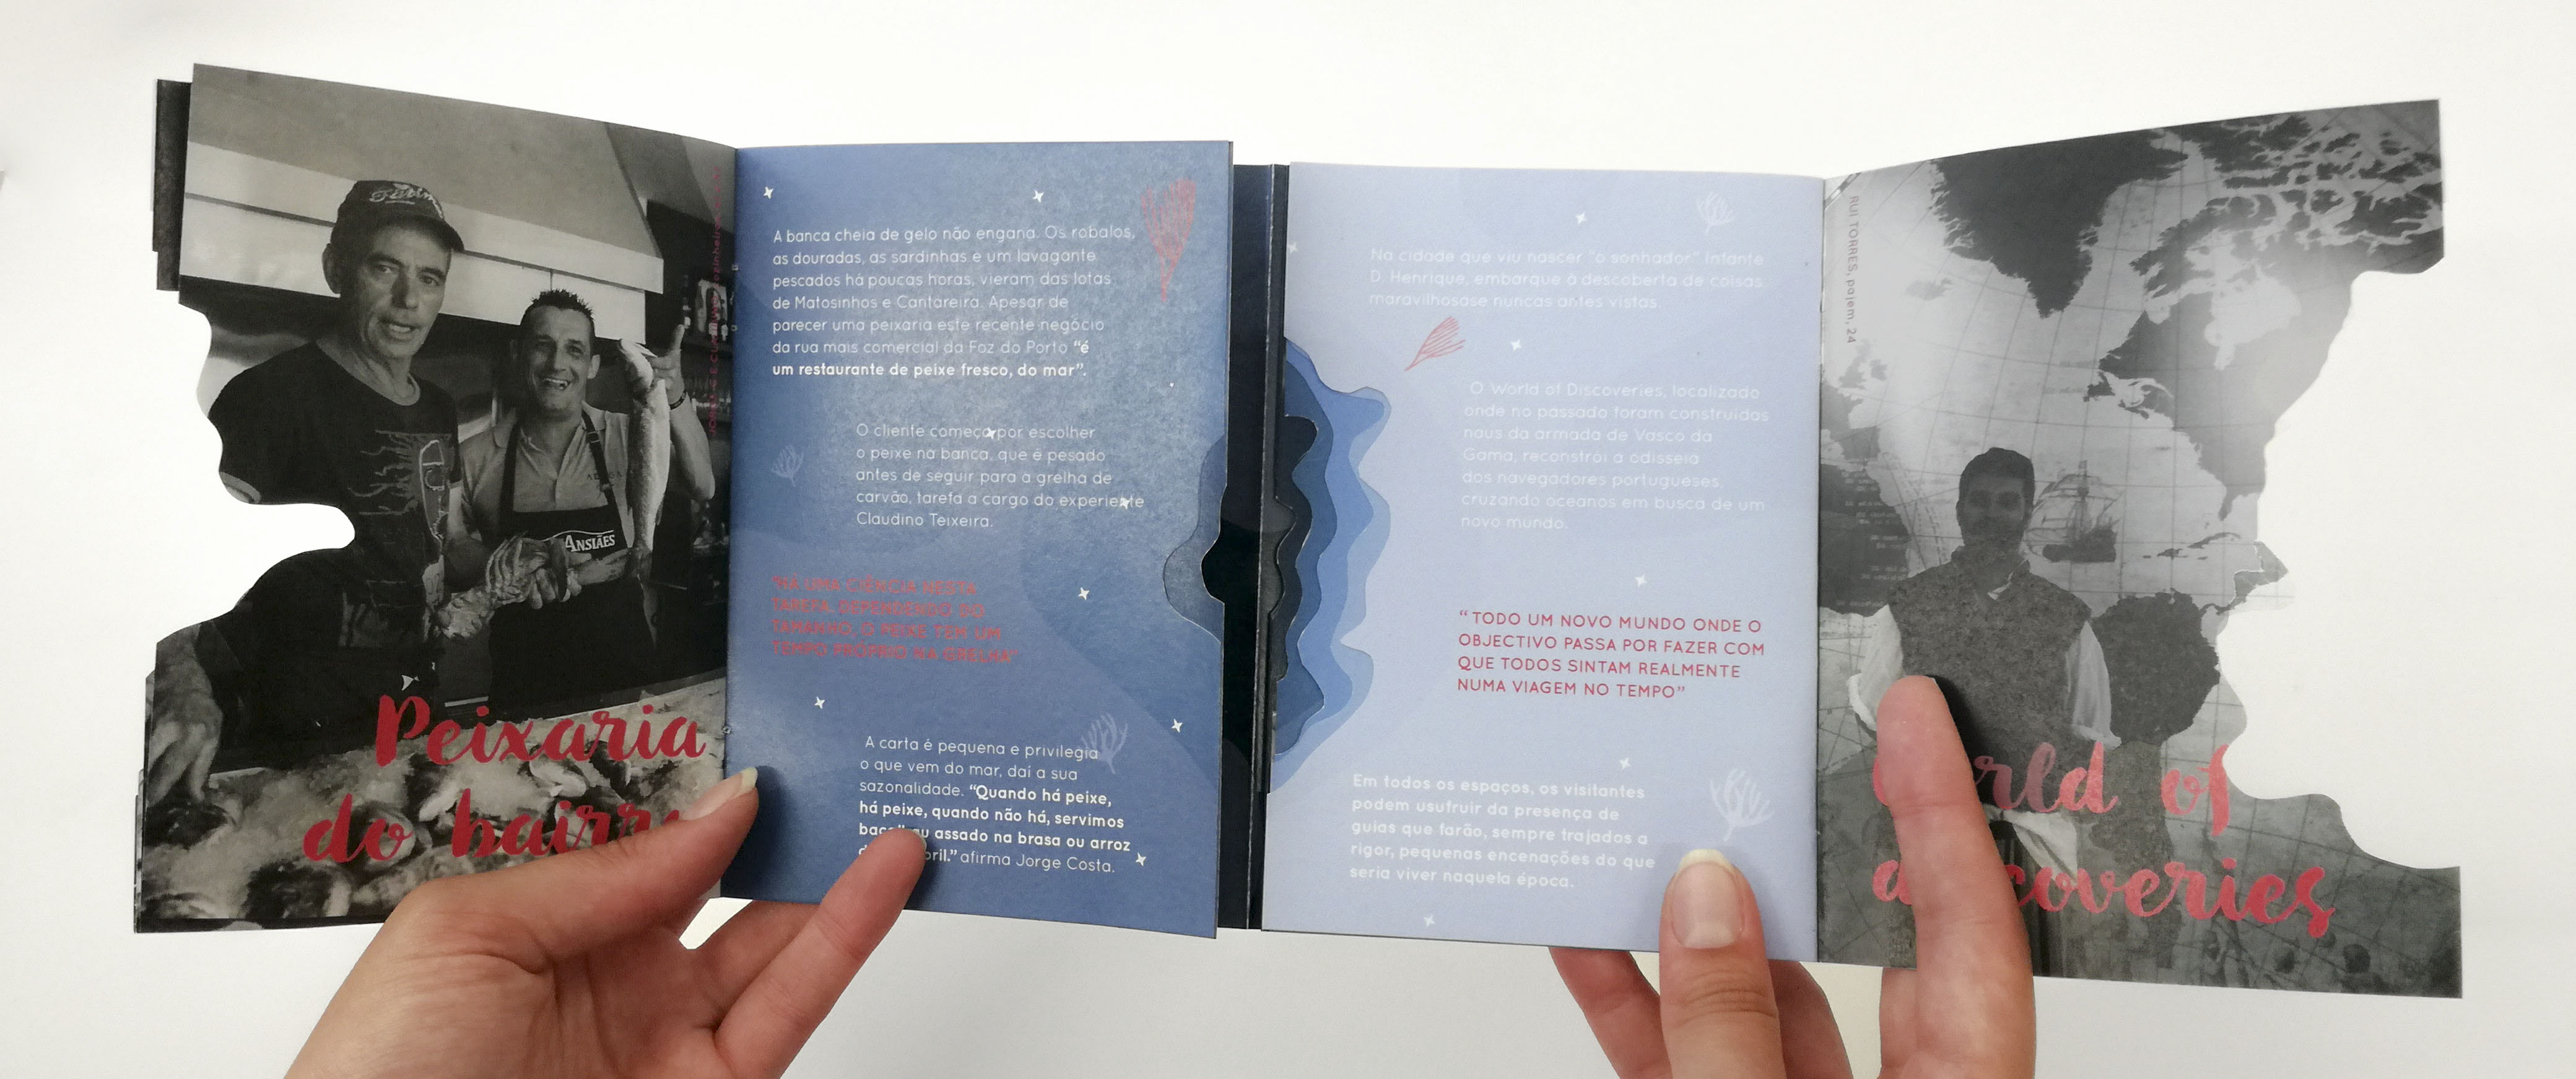 Peixaria
do bairro
ANSIÃES
A banca cheia de gelo não engana. Os robalos,
as douradas, as sardinhas e um lavagante
pescados há poucas horas, vieram das lotas
de Matosinhos e Cantareira. Apesar de
parecer uma peixaria este recente negócio
da rua mais comercial da Foz do Porto “é
um restaurante de peixe fresco, do mar”.
O cliente começa por escolher
o peixe na banca, que é pesado
antes de seguir para a grelha de
carvão, tarefa a cargo do experiente
Claudino Teixeira.
“HÁ UMA CIÊNCIA NESTA
TAREFA. DEPENDENDO DO
TAMANHO, O PEIXE TEM UM
TEMPO PRÓPRIO NA GRELHA”
A carta é pequena e privilegia
o que vem do mar, daí a sua
sazonalidade. “Quando há peixe,
há peixe, quando não há, servimos
ou assado na brasa ou arroz
afirma Jorge Costa.
Na cidade que viu nascer “o sonhador” Infante
D. Henrique, embarque à descoberta de coisas
maravilhosase nuncas antes vistas.
O World of Discoveries, localizado
onde no passado foram construídas
naus da armada de Vasco da
Gama, reconstroi a odisseia
dos navegadores portugueses,
cruzando oceanos em busca de um
novo mundo.
“ TODO UM NOVO MUNDO ONDE O
OBJECTIVO PASSA POR FAZER COM
QUE TODOS SINTAM REALMENTE
NUMA VIAGEM NO TEMPO”
Em todos os espaços, os visitantes
podem usufruir da presença de
guias que farão, sempre trajados a
rigor, pequenas encenações do que
seria viver naquela época.
RUI TORRES, pajem, 24
World of
discoveries